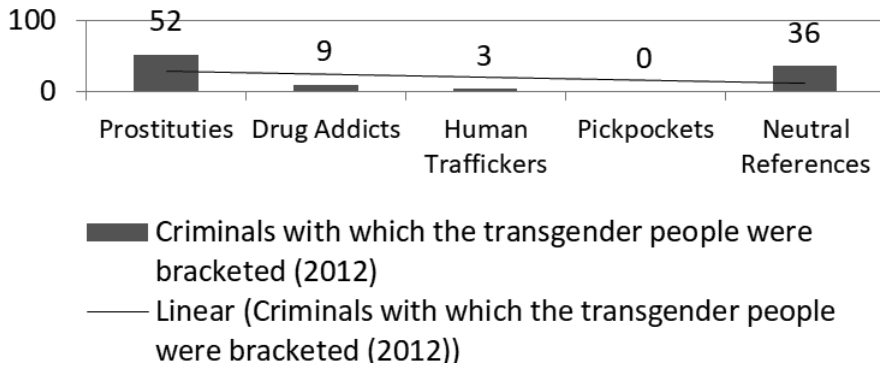 100
52
9
3
0
36
0
Prostituties
Drug Addicts
Human
Traffickers
Pickpockets
Neutral
References
Criminals with which the transgender people were
bracketed (2012)
Linear (Criminals with which the transgender people
were bracketed (2012))